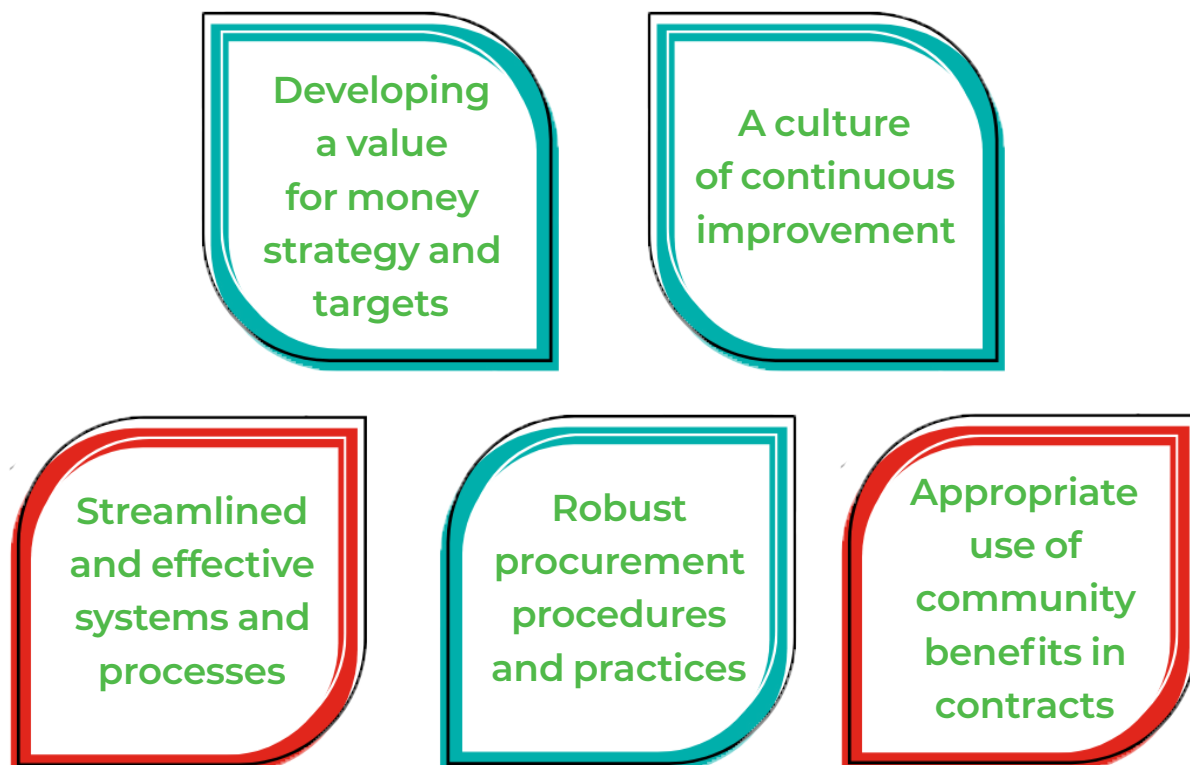 Developing
a value
for money
strategy and
targets
A culture
of continuous
improvement
Streamlined
and effective
systems and
processes
Robust
procurement
procedures
and practices
Appropriate
use of
community
benefits in
contracts